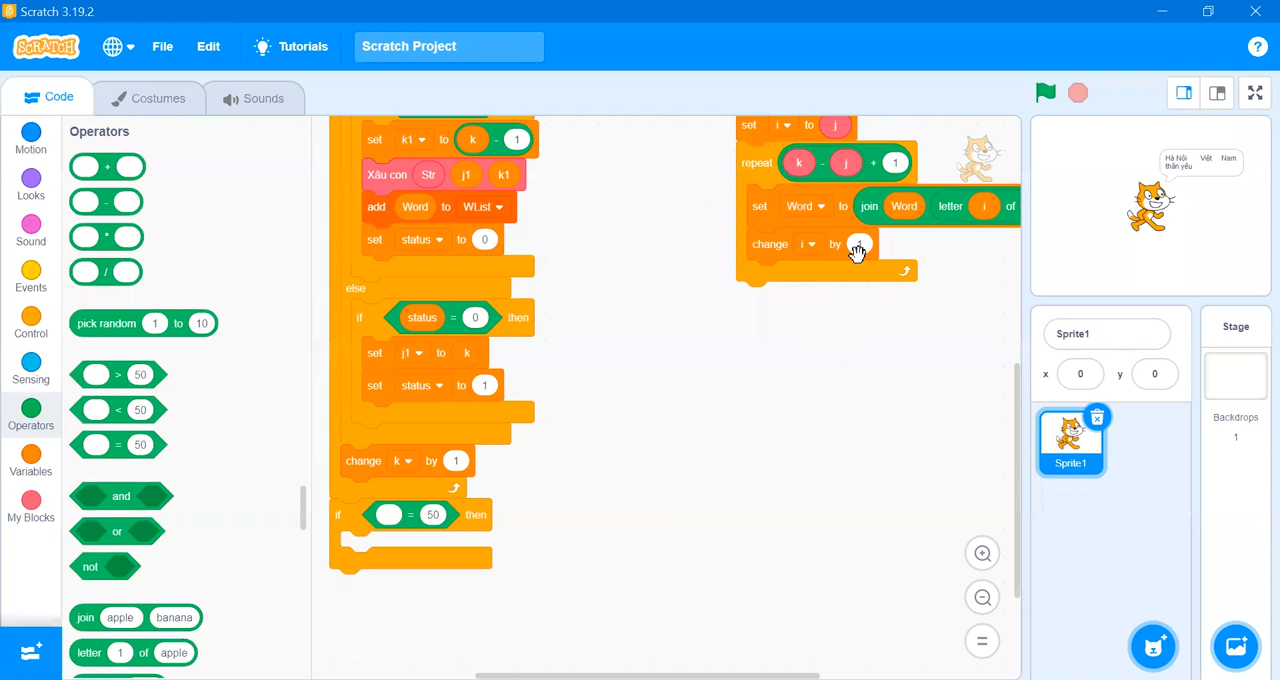 Scratch 3.19.2
SCRATCH File Edit Tutorials Scratch Project ?
Code Costumes Sounds
Motion
Looks
Sound
Events
Control
Sensing
Operators
Variables
My Blocks
Operators
+
-
*
/
pick random 1 to 10
> 50
< 50
= 50
and
or
not
join apple banana
letter 1 of apple
set k1 to k - 1
Xâu con Str j1 k1
add Word to WList
set status to 0
else
if status = 0 then
set j1 to k
set status to 1
change k by 1
if = 50 then
set i to j
repeat k - j + 1
set Word to join Word letter i of
change i by
Hà Nội Việt Nam
thân yêu
Sprite1
x 0 y 0
Sprite1
Stage
Backdrops
1